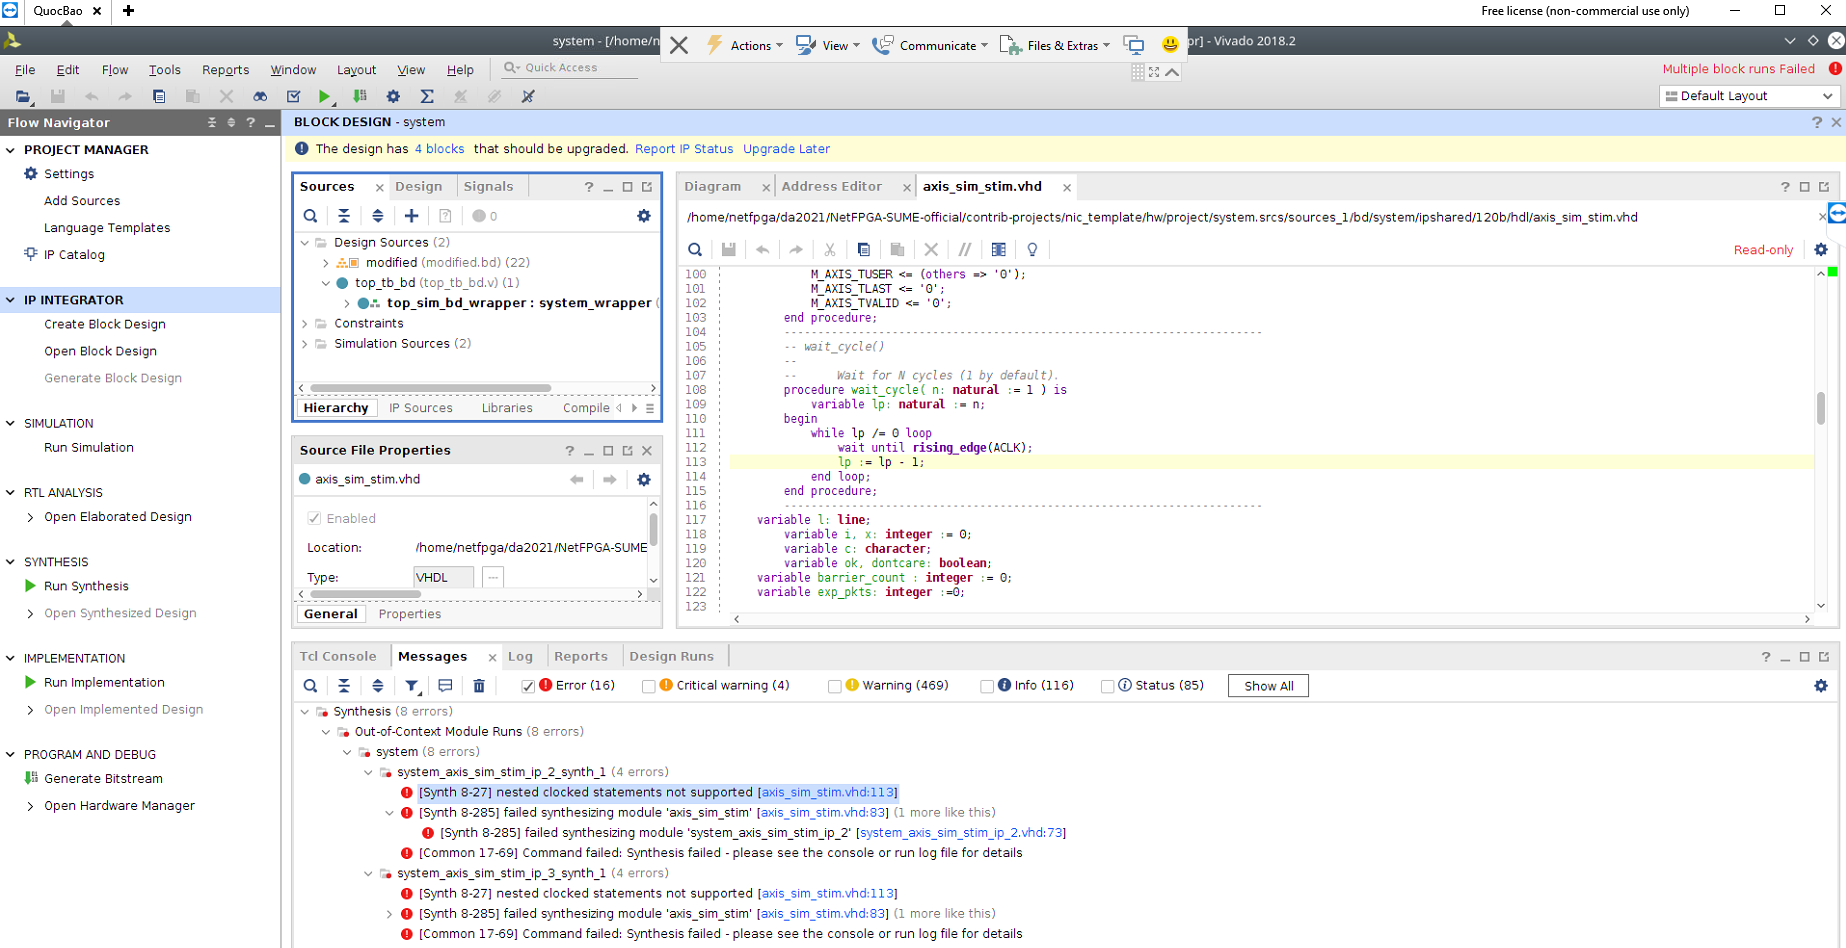 QuocBao
Free license (non-commercial use only)
system - [/home/n
pr] - Vivado 2018.2
Actions
View
Communicate
Files & Extras
File Edit Flow Tools Reports Window Layout View Help
Quick Access
Multiple block runs Failed
Default Layout
Flow Navigator
PROJECT MANAGER
Settings
Add Sources
Language Templates
IP Catalog
IP INTEGRATOR
Create Block Design
Open Block Design
Generate Block Design
SIMULATION
Run Simulation
RTL ANALYSIS
Open Elaborated Design
SYNTHESIS
Run Synthesis
Open Synthesized Design
IMPLEMENTATION
Run Implementation
Open Implemented Design
PROGRAM AND DEBUG
Generate Bitstream
Open Hardware Manager
BLOCK DESIGN - system
The design has 4 blocks that should be upgraded. Report IP Status Upgrade Later
Sources Design Signals
0
Design Sources (2)
modified (modified.bd) (22)
top_tb_bd (top_tb_bd.v) (1)
top_sim_bd_wrapper : system_wrapper (
Constraints
Simulation Sources (2)
Hierarchy IP Sources Libraries Compile
Source File Properties
axis_sim_stim.vhd
Enabled
Location: /home/netfpga/da2021/NetFPGA-SUME
Type: VHDL ...
General Properties
Diagram Address Editor axis_sim_stim.vhd
/home/netfpga/da2021/NetFPGA-SUME-official/contrib-projects/nic_template/hw/project/system.srcs/sources_1/bd/system/ipshared/120b/hdl/axis_sim_stim.vhd
//
Read-only
100 M_AXIS_TUSER <= (others => '0');
101 M_AXIS_TLAST <= '0';
102 M_AXIS_TVALID <= '0';
103 end procedure;
104 -----------------------------------------------------------------------
105 -- wait_cycle()
106 --
107 -- Wait for N cycles (1 by default).
108 procedure wait_cycle( n: natural := 1 ) is
109 variable lp: natural := n;
110 begin
111 while lp /= 0 loop
112 wait until rising_edge(ACLK);
113 lp := lp - 1;
114 end loop;
115 end procedure;
116 -----------------------------------------------------------------------
117 variable l: line;
118 variable i, x: integer := 0;
119 variable c: character;
120 variable ok, dontcare: boolean;
121 variable barrier_count : integer := 0;
122 variable exp_pkts: integer :=0;
123
Tcl Console Messages Log Reports Design Runs
Error (16) Critical warning (4) Warning (469) Info (116) Status (85) Show All
Synthesis (8 errors)
Out-of-Context Module Runs (8 errors)
system (8 errors)
system_axis_sim_stim_ip_2_synth_1 (4 errors)
[Synth 8-27] nested clocked statements not supported [axis_sim_stim.vhd:113]
[Synth 8-285] failed synthesizing module 'axis_sim_stim' [axis_sim_stim.vhd:83] (1 more like this)
[Synth 8-285] failed synthesizing module 'system_axis_sim_stim_ip_2' [system_axis_sim_stim_ip_2.vhd:73]
[Common 17-69] Command failed: Synthesis failed - please see the console or run log file for details
system_axis_sim_stim_ip_3_synth_1 (4 errors)
[Synth 8-27] nested clocked statements not supported [axis_sim_stim.vhd:113]
[Synth 8-285] failed synthesizing module 'axis_sim_stim' [axis_sim_stim.vhd:83] (1 more like this)
[Common 17-69] Command failed: Synthesis failed - please see the console or run log file for details